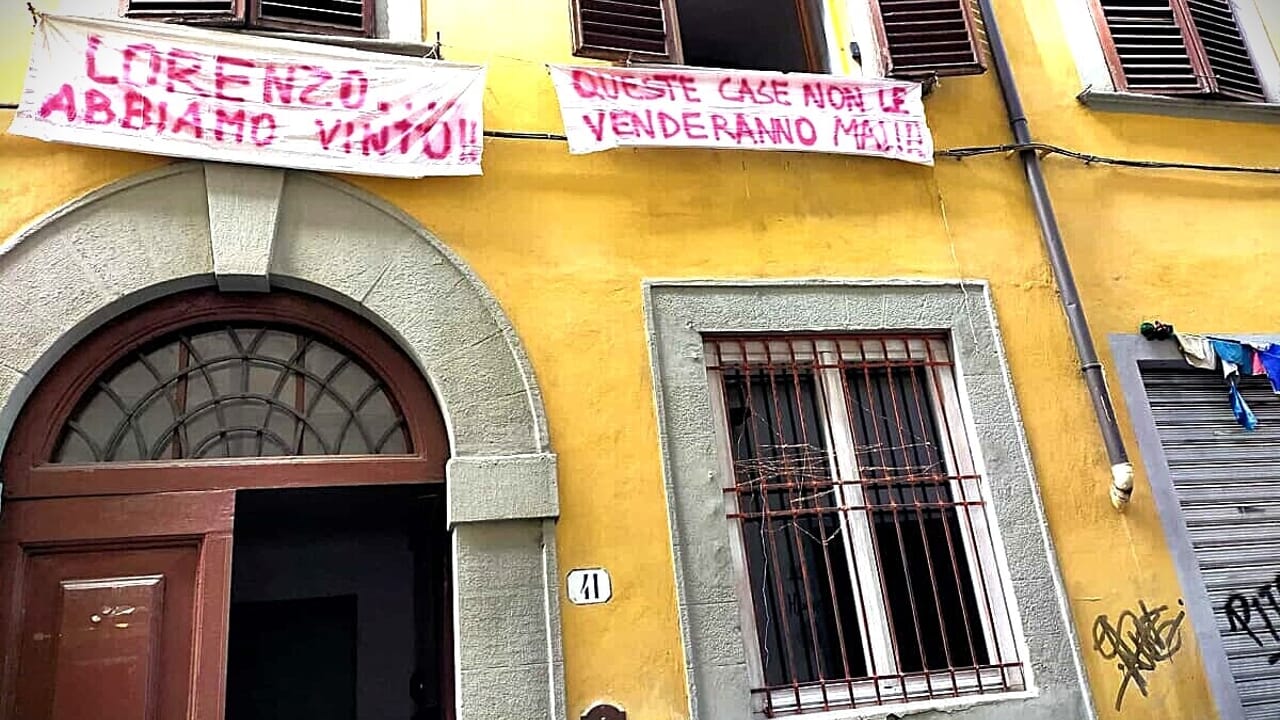 LORENZO....
ABBIAMO VINTO!!
QUESTE CASE NON LE
VENDERANNO MAI!!!
41